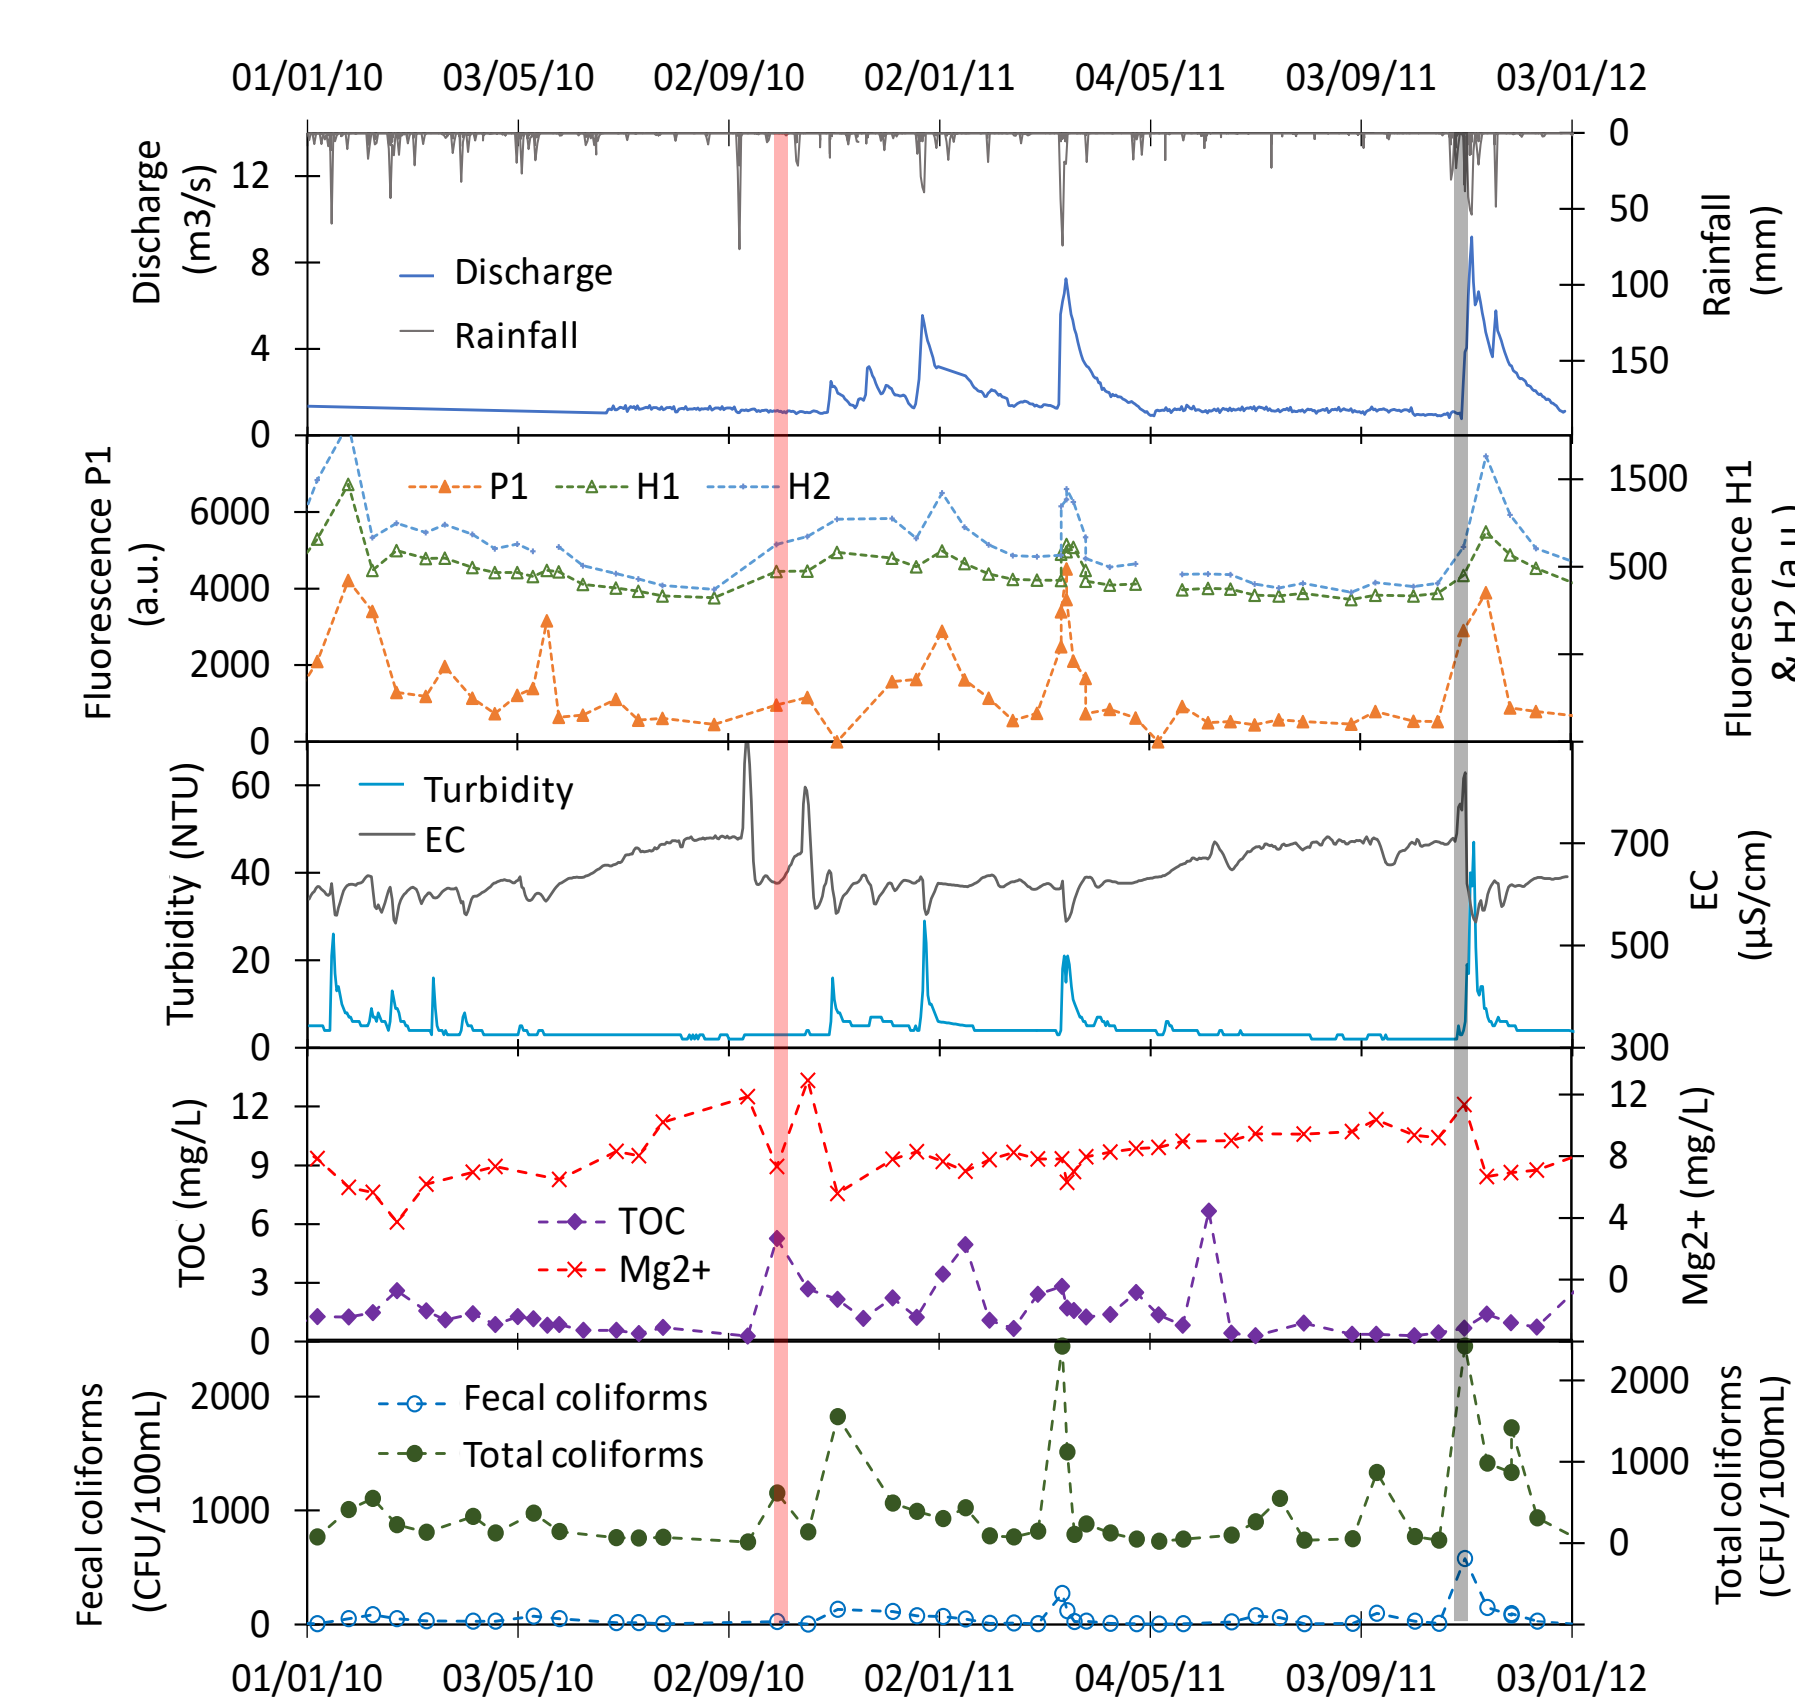 01/01/10 03/05/10 02/09/10 02/01/11 04/05/11 03/09/11 03/01/12
Discharge
(m3/s)
12
8
4
0
Discharge
Rainfall
0
50
100
150
Rainfall
(mm)
Fluorescence P1
(a.u.)
6000
4000
2000
0
P1 H1 H2
1500
500
Fluorescence H1
& H2 (a.u.
Turbidity (NTU)
60
40
20
0
Turbidity
EC
700
500
300
EC
(µS/cm)
TOC (mg/L)
12
9
6
3
0
TOC
Mg2+
12
8
4
0
Mg2+ (mg/L)
Fecal coliforms
(CFU/100mL)
2000
1000
0
Fecal coliforms
Total coliforms
2000
1000
0
Total coliforms
(CFU/100mL)
01/01/10 03/05/10 02/09/10 02/01/11 04/05/11 03/09/11 03/01/12